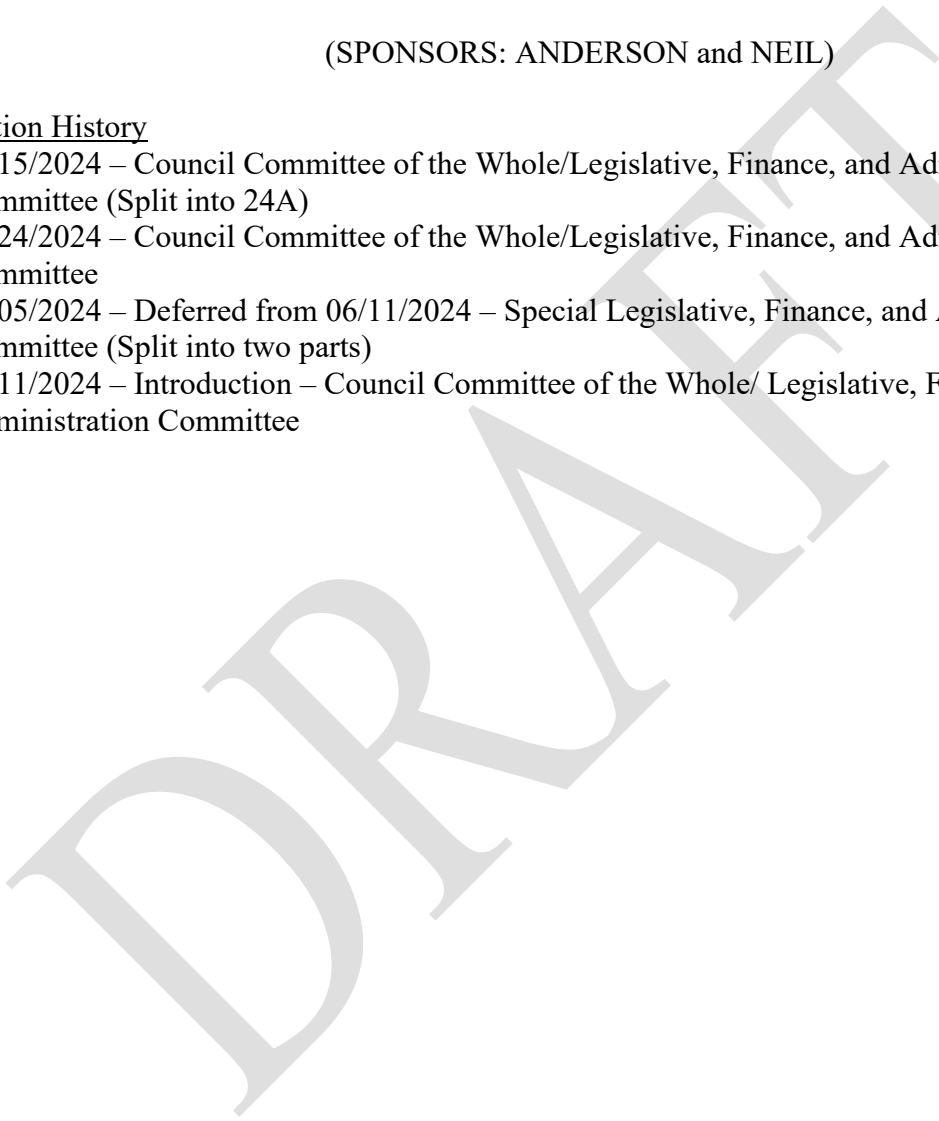 (SPONSORS: ANDERSON and NEIL)
tion History
15/2024 – Council Committee of the Whole/Legislative, Finance, and Ad
mmittee (Split into 24A)
24/2024 – Council Committee of the Whole/Legislative, Finance, and Ad
mmittee
05/2024 – Deferred from 06/11/2024 – Special Legislative, Finance, and
mmittee (Split into two parts)
11/2024 – Introduction – Council Committee of the Whole/ Legislative, F
ministration Committee
DRAFT